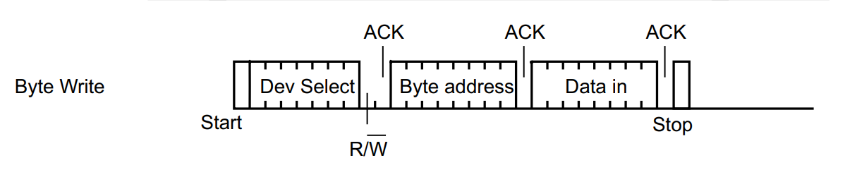 ACK ACK ACK
Byte Write Dev Select Byte address Data in
Start Stop
R/W̅